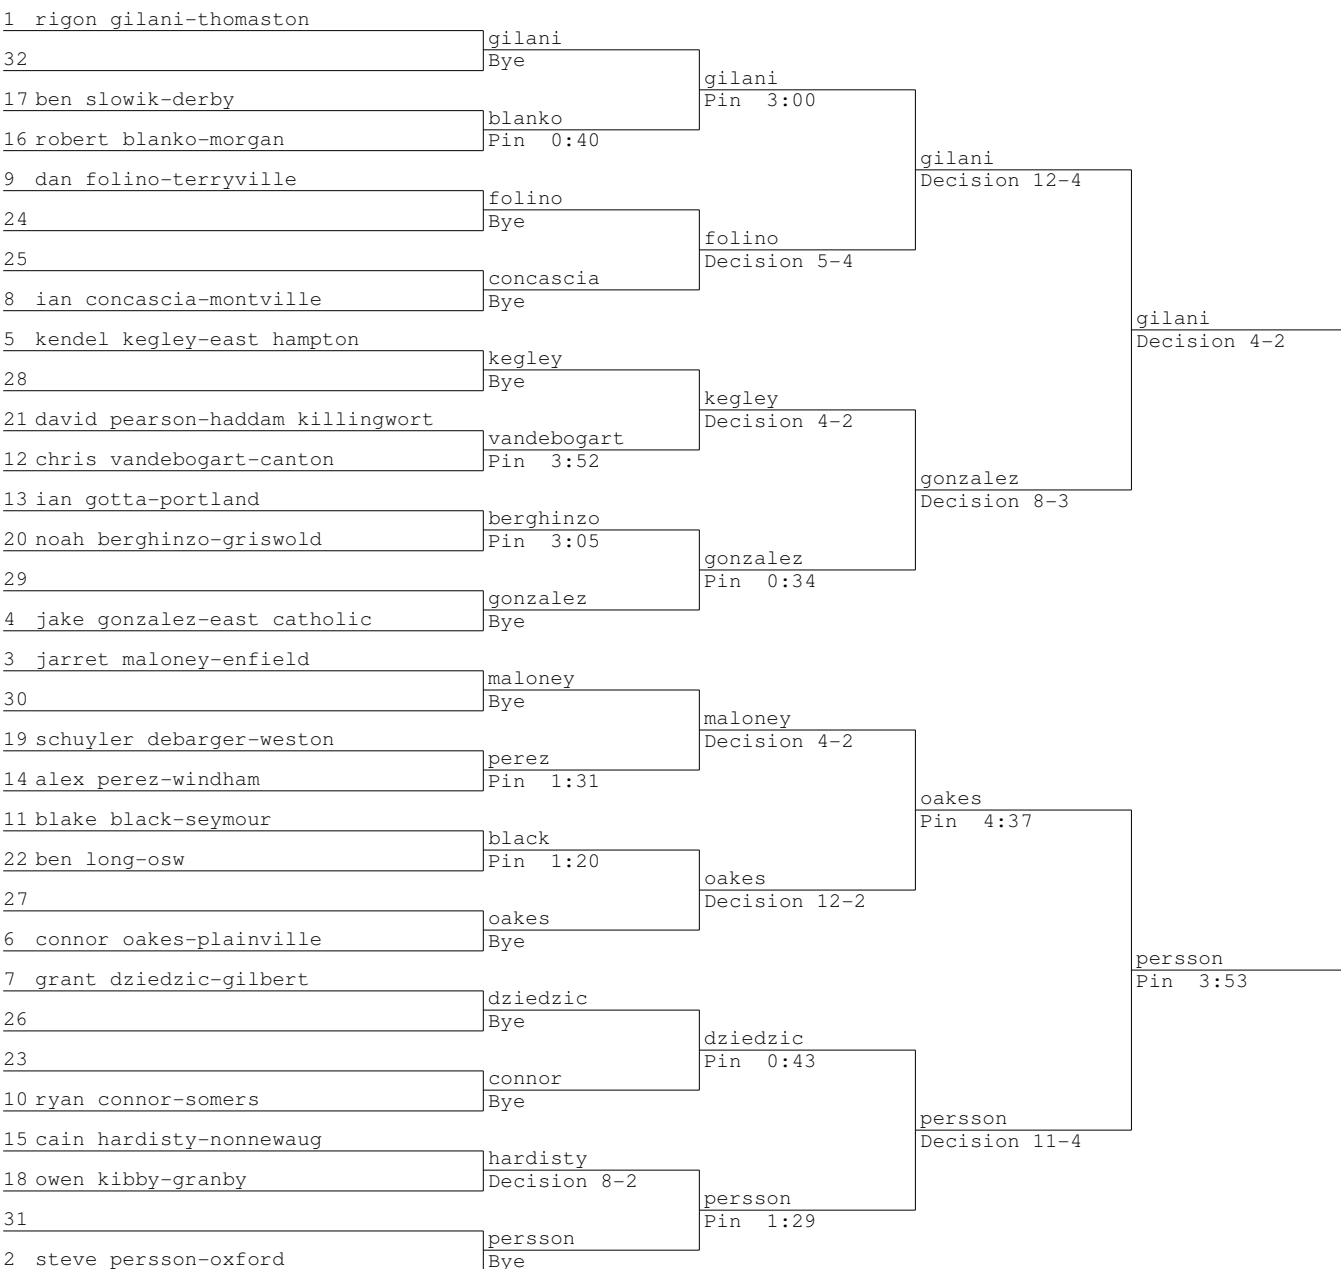 1 rigon gilani-thomaston
gilani
32
Bye
gilani
17 ben slowik-derby
Pin 3:00
blanko
16 robert blanko-morgan
Pin 0:40
gilani
9 dan folino-terryville
Decision 12-4
folino
24
Bye
folino
25
Decision 5-4
concascia
8 ian concascia-montville
Bye
gilani
5 kendel kegley-east hampton
Decision 4-2
kegley
28
Bye
kegley
21 david pearson-haddam killingwort
Decision 4-2
vandebogart
12 chris vandebogart-canton
Pin 3:52
gonzalez
13 ian gotta-portland
Decision 8-3
berghinzo
20 noah berghinzo-griswold
Pin 3:05
gonzalez
29
Pin 0:34
gonzalez
4 jake gonzalez-east catholic
Bye
3 jarret maloney-enfield
maloney
30
Bye
maloney
19 schuyler debarger-weston
Decision 4-2
perez
14 alex perez-windham
Pin 1:31
oakes
11 blake black-seymour
Pin 4:37
black
22 ben long-osw
Pin 1:20
oakes
27
Decision 12-2
oakes
6 connor oakes-plainville
Bye
persson
7 grant dziedzic-gilbert
Pin 3:53
dziedzic
26
Bye
dziedzic
23
Pin 0:43
connor
10 ryan connor-somers
Bye
persson
15 cain hardisty-nonnewaug
Decision 11-4
hardisty
18 owen kibby-granby
Decision 8-2
persson
31
Pin 1:29
persson
2 steve persson-oxford
Bye